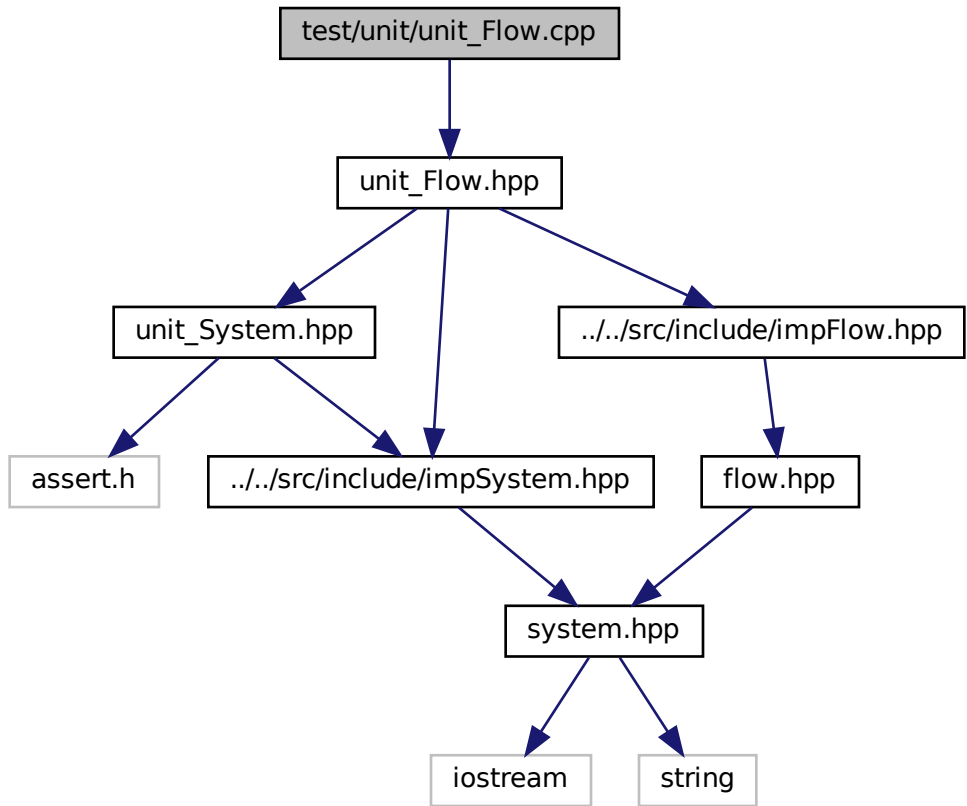 test/unit/unit_Flow.cpp
unit_Flow.hpp
unit_System.hpp
../../src/include/impFlow.hpp
assert.h
../../src/include/impSystem.hpp
flow.hpp
system.hpp
iostream
string